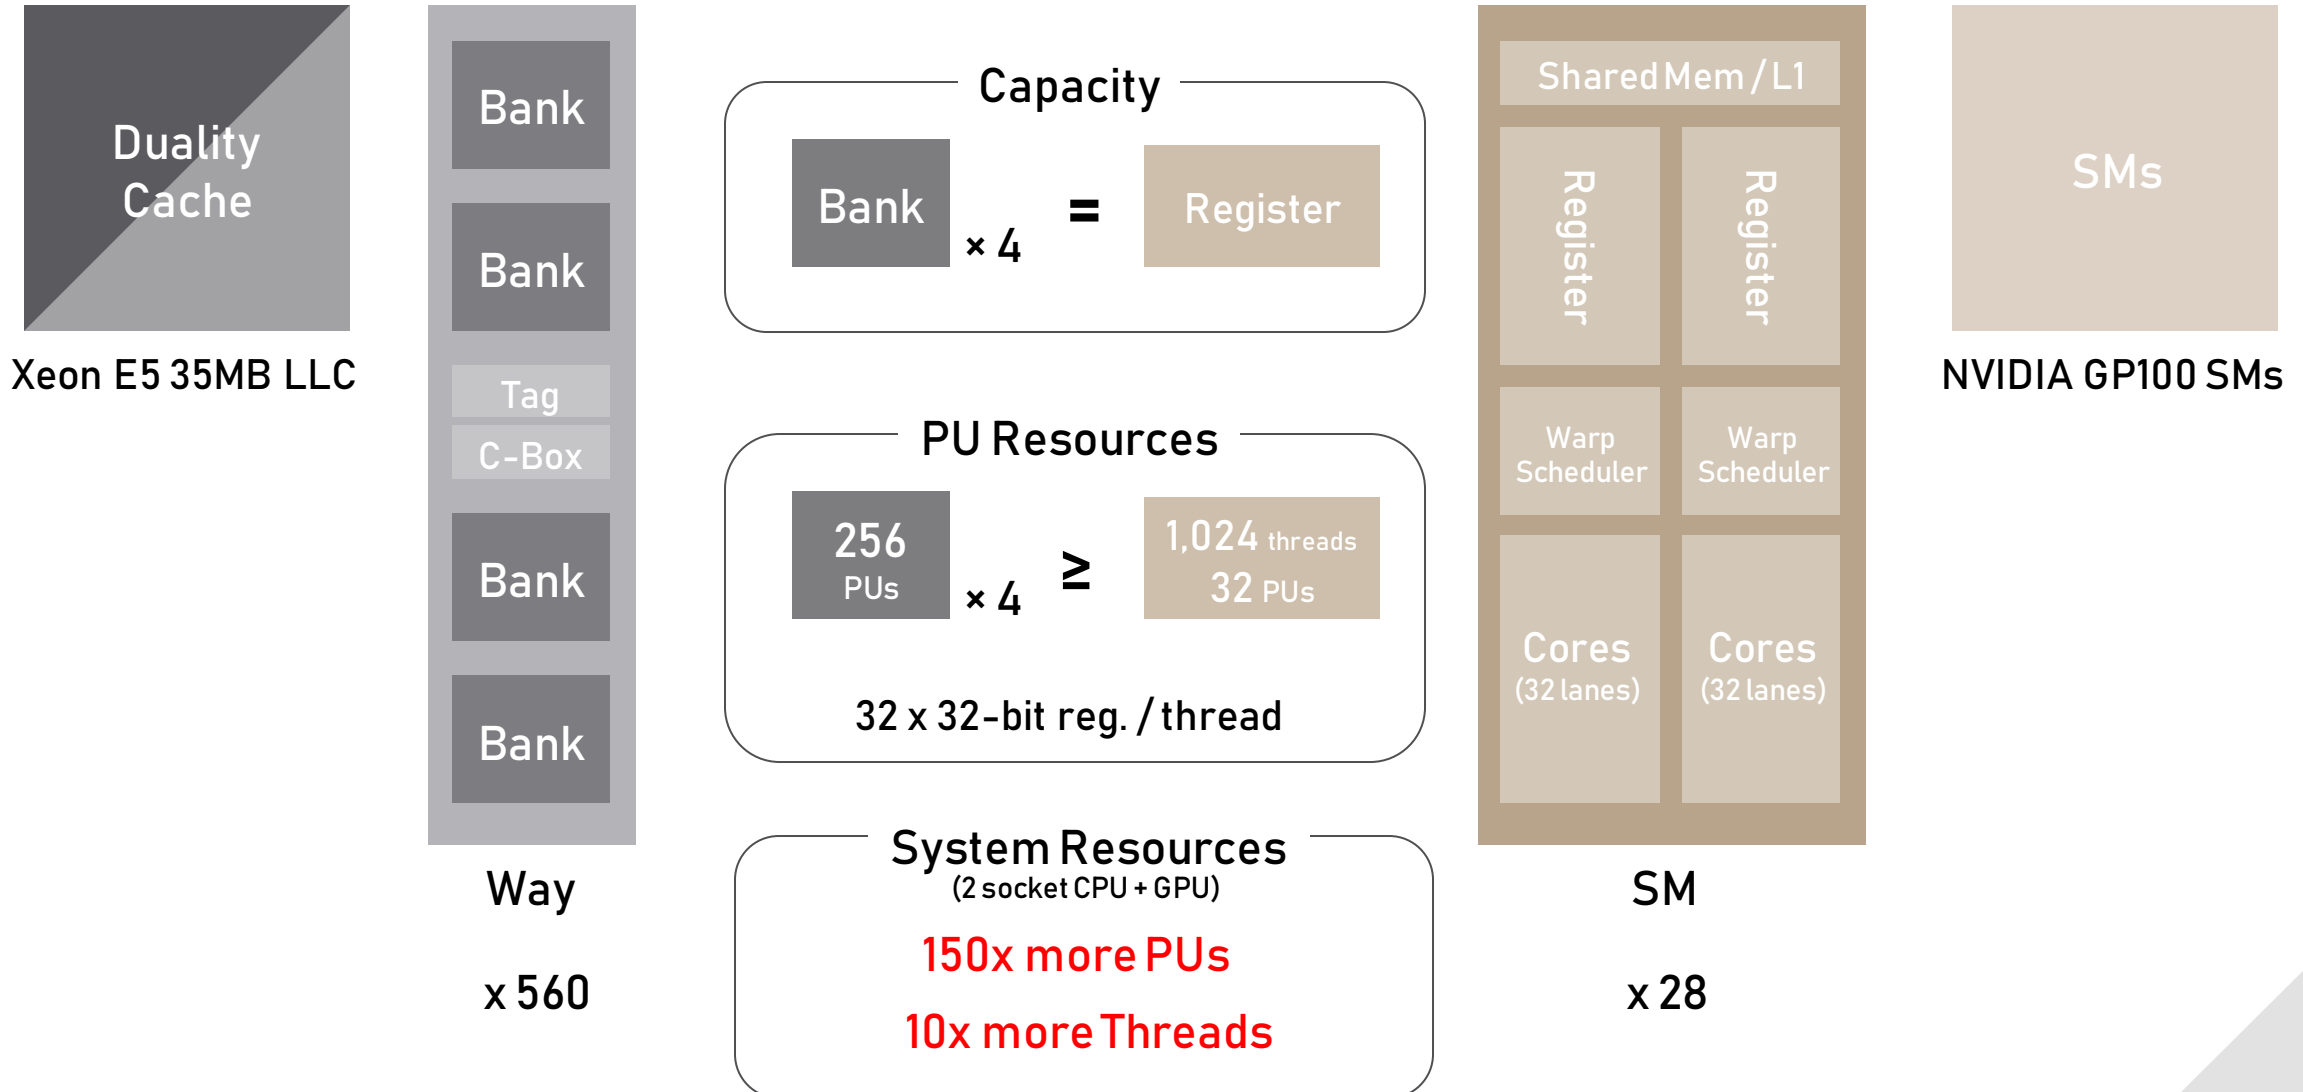 Duality
Cache
Xeon E5 35MB LLC
Bank
Bank
Tag
C-Box
Bank
Bank
Way
x 560
Capacity
Bank
× 4
=
Register
PU Resources
256
PUs
× 4
≥
1,024 threads
32 PUs
32 x 32-bit reg. / thread
System Resources
(2 socket CPU + GPU)
150x more PUs
10x more Threads
Shared Mem / L1
Register
Register
Warp
Scheduler
Warp
Scheduler
Cores
(32 lanes)
Cores
(32 lanes)
SM
x 28
SMs
NVIDIA GP100 SMs